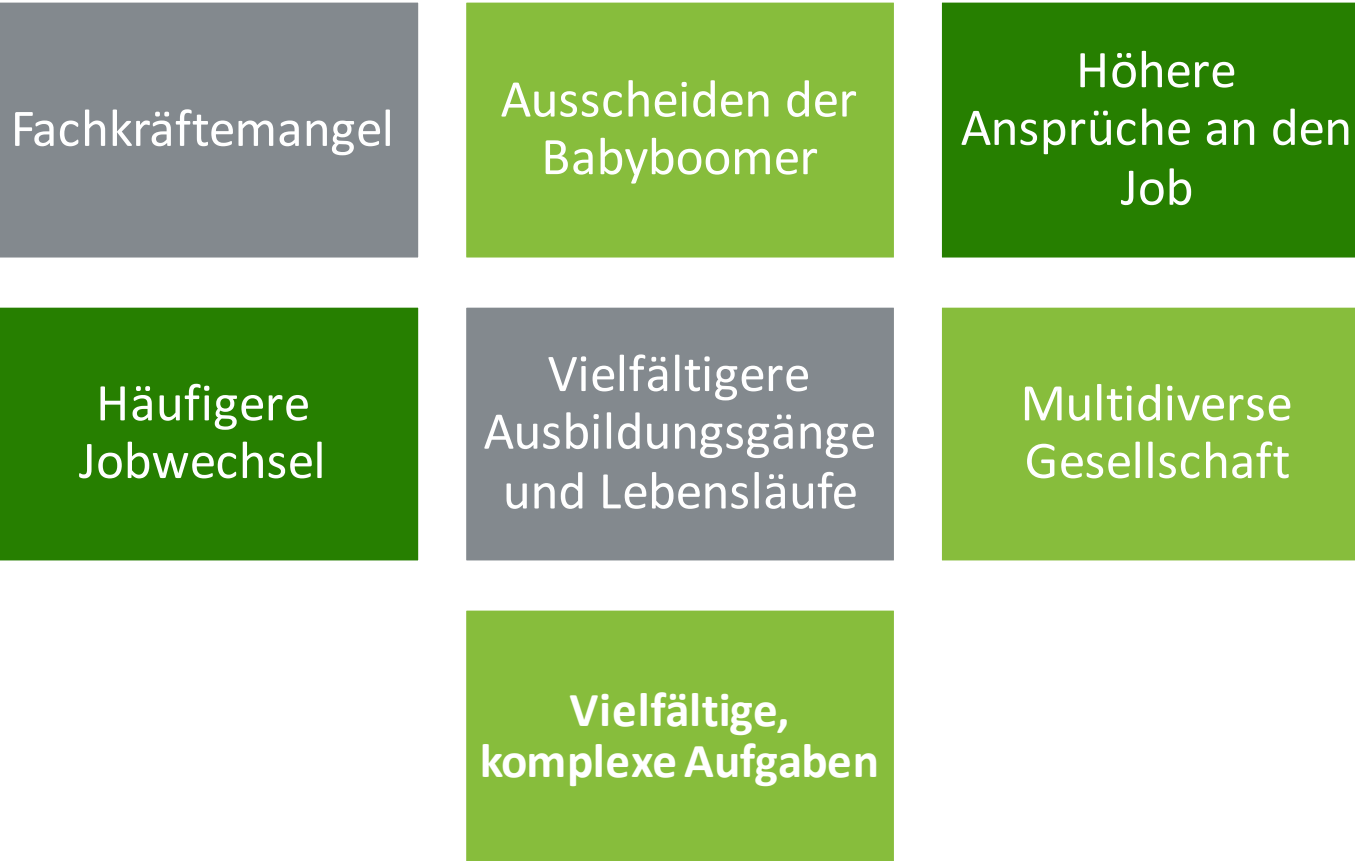 Fachkräftemangel
Ausscheiden der
Babyboomer
Höhere
Ansprüche an den
Job
Häufigere
Jobwechsel
Vielfältigere
Ausbildungsgänge
und Lebensläufe
Multidiverse
Gesellschaft
Vielfältige,
komplexe Aufgaben